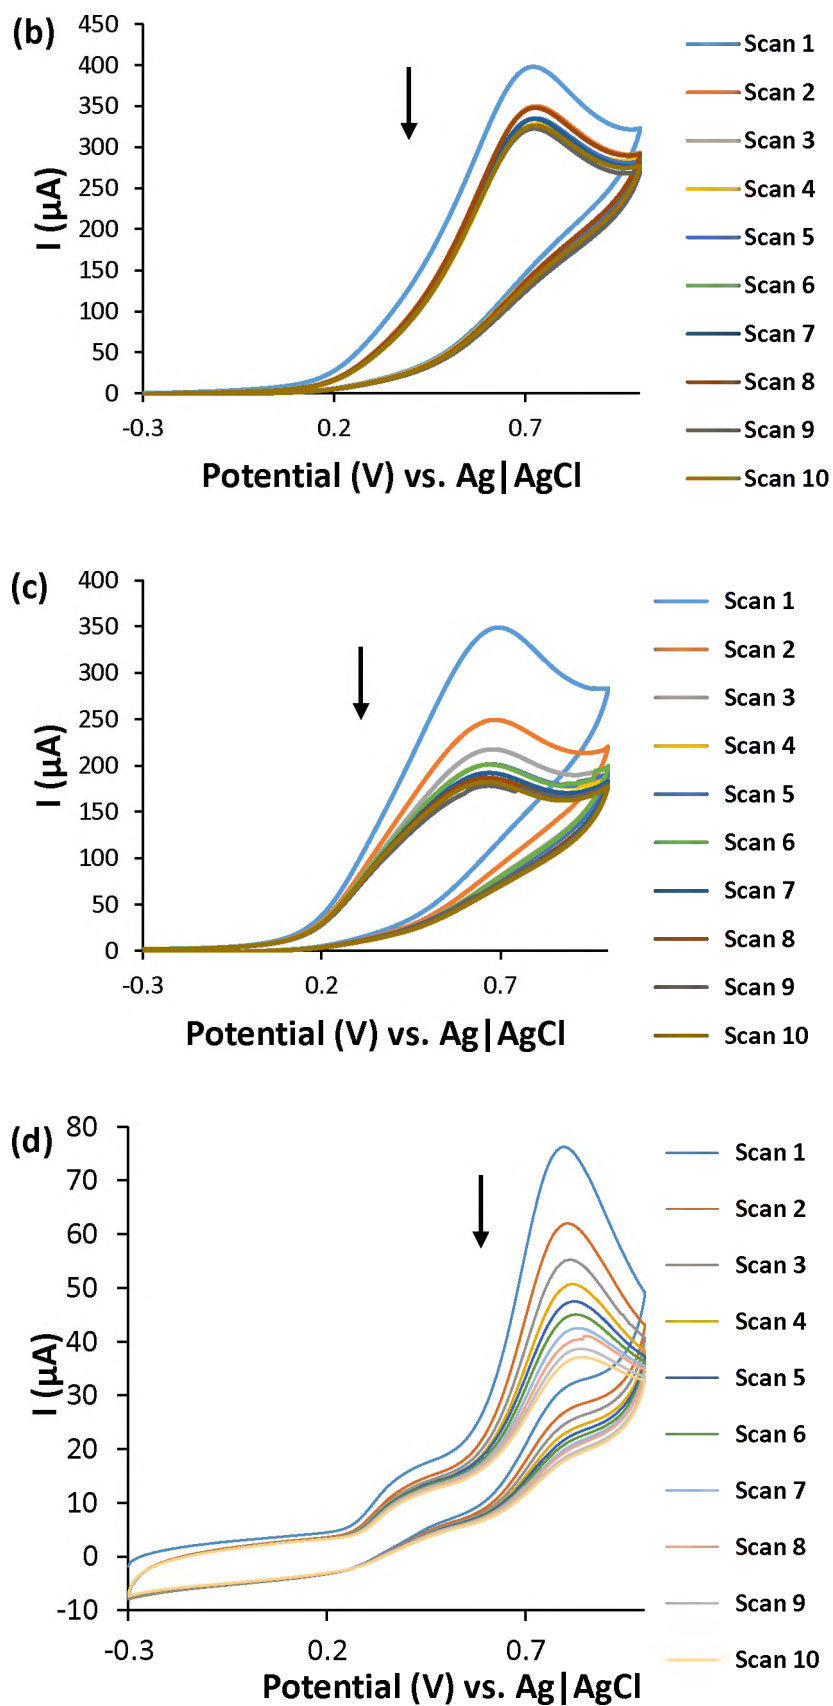 (b)
450
400
350
300
250
200
150
100
50
0
I (µA)
-0.3
0.2
0.7
Potential (V) vs. Ag|AgCl
Scan 1
Scan 2
Scan 3
Scan 4
Scan 5
Scan 6
Scan 7
Scan 8
Scan 9
Scan 10
(c)
400
350
300
250
200
150
100
50
0
I (µA)
-0.3
0.2
0.7
Potential (V) vs. Ag|AgCl
Scan 1
Scan 2
Scan 3
Scan 4
Scan 5
Scan 6
Scan 7
Scan 8
Scan 9
Scan 10
(d)
80
70
60
50
40
30
20
10
0
-10
I (µA)
-0.3
0.2
0.7
Potential (V) vs. Ag|AgCl
Scan 1
Scan 2
Scan 3
Scan 4
Scan 5
Scan 6
Scan 7
Scan 8
Scan 9
Scan 10